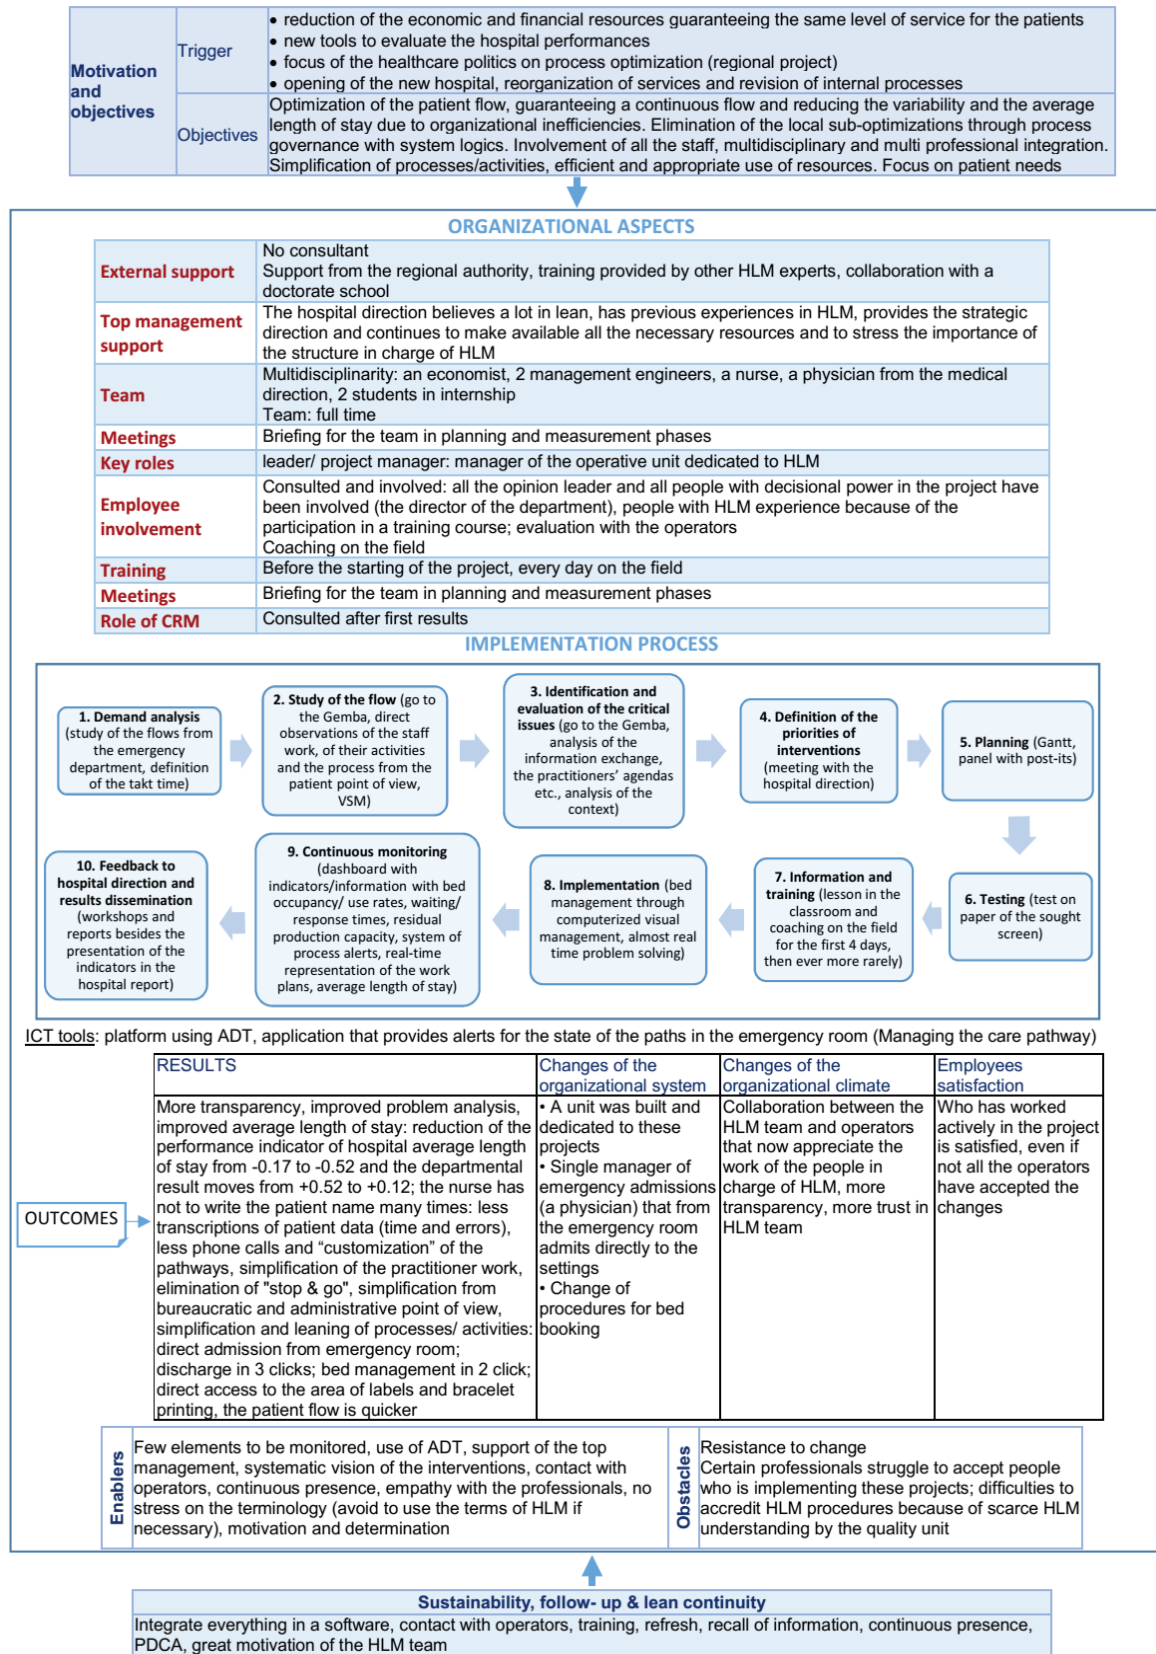 Motivation
and
objectives
Trigger
• reduction of the economic and financial resources guaranteeing the same level of service for the patients
• new tools to evaluate the hospital performances
• focus of the healthcare politics on process optimization (regional project)
• opening of the new hospital, reorganization of services and revision of internal processes
Objectives
Optimization of the patient flow, guaranteeing a continuous flow and reducing the variability and the average
length of stay due to organizational inefficiencies. Elimination of the local sub-optimizations through process
governance with system logics. Involvement of all the staff, multidisciplinary and multi professional integration.
Simplification of processes/activities, efficient and appropriate use of resources. Focus on patient needs
ORGANIZATIONAL ASPECTS
External support
No consultant
Support from the regional authority, training provided by other HLM experts, collaboration with a
doctorate school
Top management
support
The hospital direction believes a lot in lean, has previous experiences in HLM, provides the strategic
direction and continues to make available all the necessary resources and to stress the importance of
the structure in charge of HLM
Team
Multidisciplinarity: an economist, 2 management engineers, a nurse, a physician from the medical
direction, 2 students in internship
Team: full time
Meetings
Briefing for the team in planning and measurement phases
Key roles
leader/ project manager: manager of the operative unit dedicated to HLM
Employee
involvement
Consulted and involved: all the opinion leader and all people with decisional power in the project have
been involved (the director of the department), people with HLM experience because of the
participation in a training course; evaluation with the operators
Coaching on the field
Training
Before the starting of the project, every day on the field
Meetings
Briefing for the team in planning and measurement phases
Role of CRM
Consulted after first results
IMPLEMENTATION PROCESS
1. Demand analysis
(study of the flows from
the emergency
department, definition
of the takt time)
2. Study of the flow (go to
the Gemba, direct
observations of the staff
work, of their activities
and the process from the
patient point of view,
VSM)
3. Identification and
evaluation of the critical
issues (go to the Gemba,
analysis of the
information exchange,
the practitioners' agendas
etc., analysis of the
context)
4. Definition of the
priorities of
interventions
(meeting with the
hospital direction)
5. Planning (Gantt,
panel with post-its)
6. Testing (test on
paper of the sought
screen)
7. Information and
training (lesson in the
classroom and
coaching on the field
for the first 4 days,
then ever more rarely)
8. Implementation (bed
management through
computerized visual
management, almost real
time problem solving)
9. Continuous monitoring
(dashboard with
indicators/information with bed
occupancy/ use rates, waiting/
response times, residual
production capacity, system of
process alerts, real-time
representation of the work
plans, average length of stay)
10. Feedback to
hospital direction and
results dissemination
(workshops and
reports besides the
presentation of the
indicators in the
hospital report)
ICT tools: platform using ADT, application that provides alerts for the state of the paths in the emergency room (Managing the care pathway)
OUTCOMES
RESULTS
More transparency, improved problem analysis,
improved average length of stay: reduction of the
performance indicator of hospital average length
of stay from -0.17 to -0.52 and the departmental
result moves from +0.52 to +0.12; the nurse has
not to write the patient name many times: less
transcriptions of patient data (time and errors),
less phone calls and “customization” of the
pathways, simplification of the practitioner work,
elimination of "stop & go", simplification from
bureaucratic and administrative point of view,
simplification and leaning of processes/ activities:
direct admission from emergency room;
discharge in 3 clicks; bed management in 2 click;
direct access to the area of labels and bracelet
printing, the patient flow is quicker
Changes of the
organizational system
• A unit was built and
dedicated to these
projects
• Single manager of
emergency admissions
(a physician) that from
the emergency room
admits directly to the
settings
• Change of
procedures for bed
booking
Changes of the
organizational climate
Collaboration between the
HLM team and operators
that now appreciate the
work of the people in
charge of HLM, more
transparency, more trust in
HLM team
Employees
satisfaction
Who has worked
actively in the project
is satisfied, even if
not all the operators
have accepted the
changes
Enablers
Few elements to be monitored, use of ADT, support of the top
management, systematic vision of the interventions, contact with
operators, continuous presence, empathy with the professionals, no
stress on the terminology (avoid to use the terms of HLM if
necessary), motivation and determination
Obstacles
Resistance to change
Certain professionals struggle to accept people
who is implementing these projects; difficulties to
accredit HLM procedures because of scarce HLM
understanding by the quality unit
Sustainability, follow- up & lean continuity
Integrate everything in a software, contact with operators, training, refresh, recall of information, continuous presence,
PDCA, great motivation of the HLM team